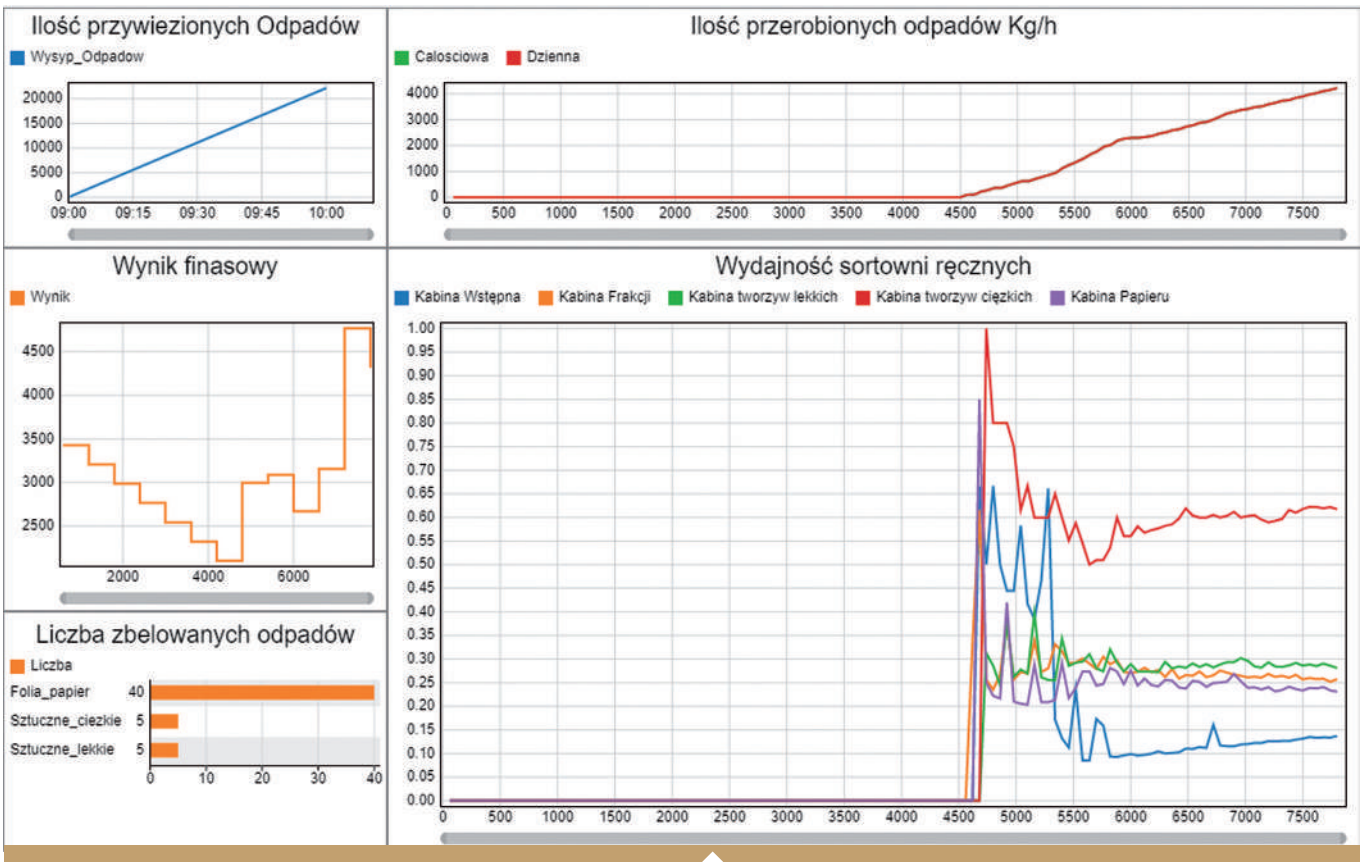 Ilość przywiezionych Odpadów
Wysyp_Odpadow
20000
15000
10000
5000
0
09:00 09:15 09:30 09:45 10:00
Ilość przerobionych odpadów Kg/h
Calosciowa Dzienna
4000
3000
2000
1000
0
0 500 1000 1500 2000 2500 3000 3500 4000 4500 5000 5500 6000 6500 7000 7500
Wynik finasowy
Wynik
4500
4000
3500
3000
2500
2000 4000 6000
Liczba zbelowanych odpadów
Liczba
Folia_papier 40
Sztuczne_ciezkie 5
Sztuczne_lekkie 5
0 10 20 30 40
Wydajność sortowni ręcznych
Kabina Wstępna Kabina Frakcji Kabina tworzyw lekkich Kabina tworzyw cięzkich Kabina Papieru
1.00
0.95
0.90
0.85
0.80
0.75
0.70
0.65
0.60
0.55
0.50
0.45
0.40
0.35
0.30
0.25
0.20
0.15
0.10
0.05
0.00
0 500 1000 1500 2000 2500 3000 3500 4000 4500 5000 5500 6000 6500 7000 7500